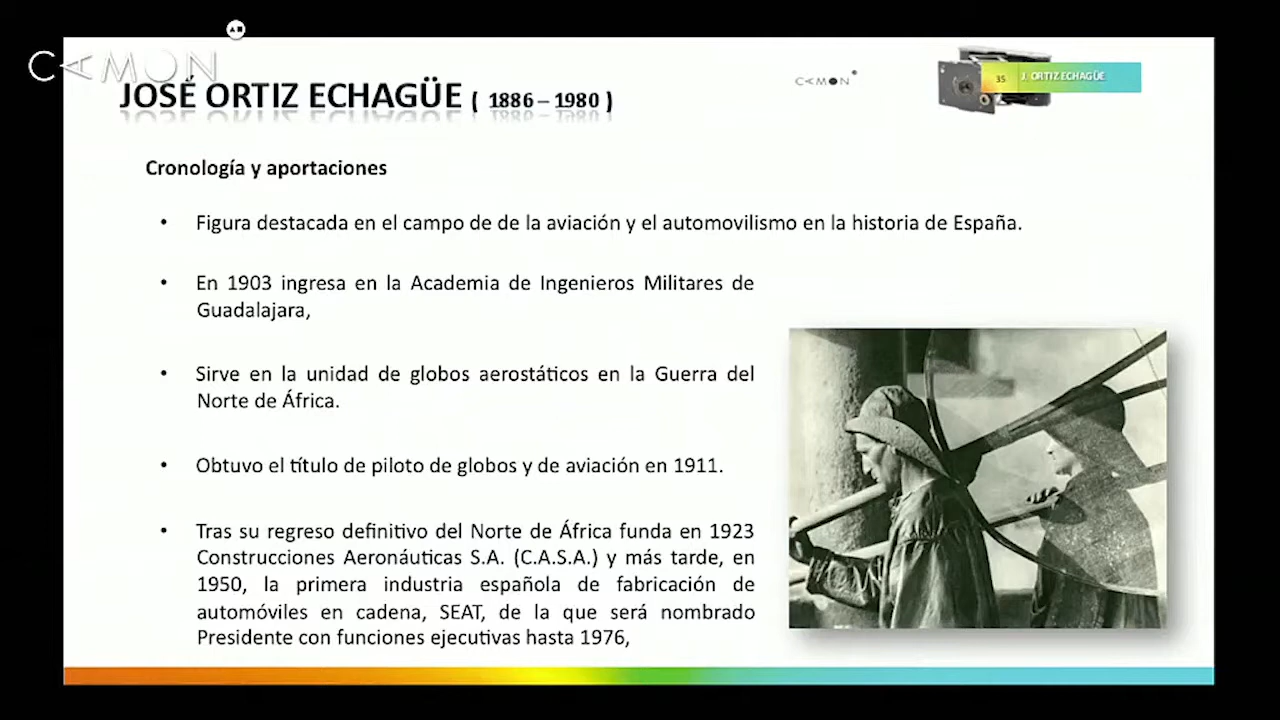 CAMON
JOSÉ ORTIZ ECHAGÜE ( 1886 – 1980 )
CAMON
35 J. ORTIZ ECHAGÜE
Cronología y aportaciones
• Figura destacada en el campo de de la aviación y el automovilismo en la historia de España.
• En 1903 ingresa en la Academia de Ingenieros Militares de
Guadalajara,
• Sirve en la unidad de globos aerostáticos en la Guerra del
Norte de África.
• Obtuvo el título de piloto de globos y de aviación en 1911.
• Tras su regreso definitivo del Norte de África funda en 1923
Construcciones Aeronáuticas S.A. (C.A.S.A.) y más tarde, en
1950, la primera industria española de fabricación de
automóviles en cadena, SEAT, de la que será nombrado
Presidente con funciones ejecutivas hasta 1976,